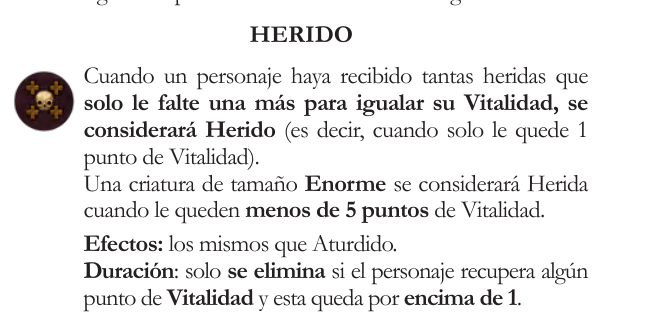 HERIDO
Cuando un personaje haya recibido tantas heridas que
solo le falte una más para igualar su Vitalidad, se
considerará Herido (es decir, cuando solo le quede 1
punto de Vitalidad).
Una criatura de tamaño Enorme se considerará Herida
cuando le queden menos de 5 puntos de Vitalidad.
Efectos: los mismos que Aturdido.
Duración: solo se elimina si el personaje recupera algún
punto de Vitalidad y esta queda por encima de 1.